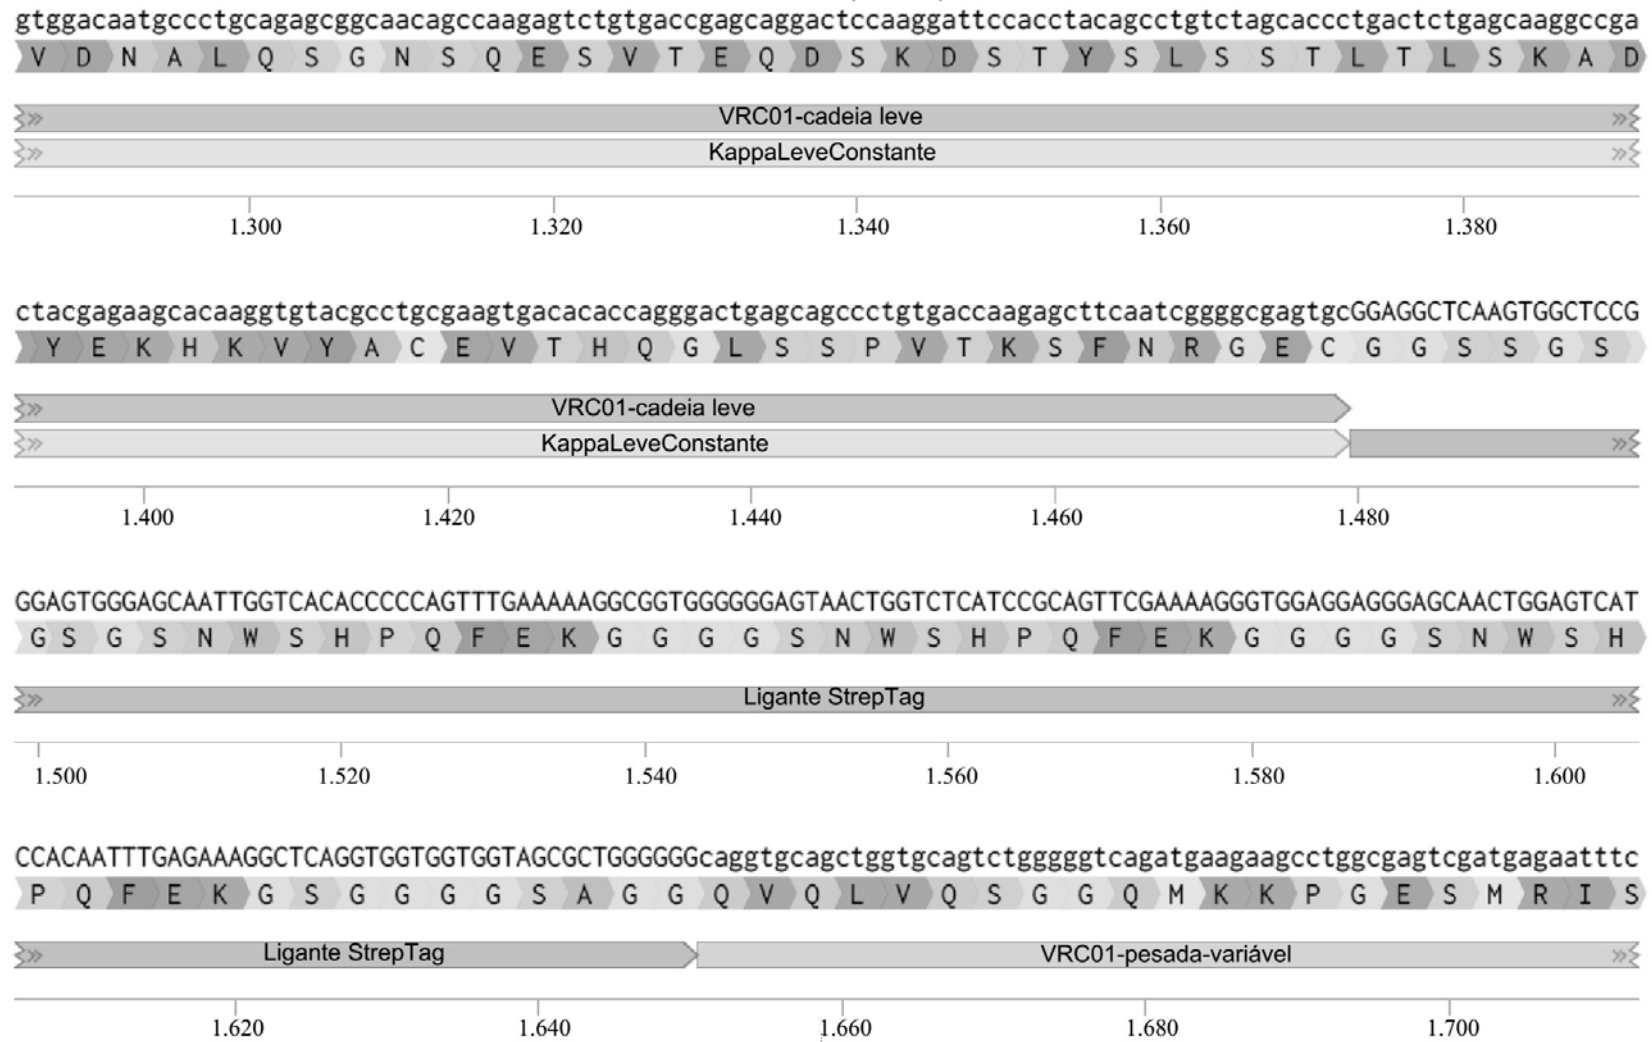 gtggacaatgccctgcagagcggcaacagccaagagtctgtgaccgagcaggactccaaggattccacctacagcctgtctagcaccctgactctgagcaaggccga
V D N A L Q S G N S Q E S V T E Q D S K D S T Y S L S S T L T L S K A D
VRC01-cadeia leve
KappaLeveConstante
1.300 1.320 1.340 1.360 1.380
ctacgagaagcacaaggtgtacgcctgcgaagtgacacaccagggactgagcagccctgtgaccaagagcttcaatcggggcgagtgcGGAGGCTCAAGTGGCTCCG
Y E K H K V Y A C E V T H Q G L S S P V T K S F N R G E C G G S S G S
VRC01-cadeia leve
KappaLeveConstante
1.400 1.420 1.440 1.460 1.480
GGAGTGGGAGCAATTGGTCACACCCCCAGTTTGAAAAAGGCGGTGGGGGGAGTAACTGGTCTCATCCGCAGTTCGAAAAGGGTGGAGGAGGGAGCAACTGGAGTCAT
G S G S N W S H P Q F E K G G G G S N W S H P Q F E K G G G G S N W S H
Ligante StrepTag
1.500 1.520 1.540 1.560 1.580 1.600
CCACAATTTGAGAAAGGCTCAGGTGGTGGTGGTAGCGCTGGGGGGcaggtgcagctggtgcagtctgggggtcagatgaagaagcctggcgagtcgatgagaatttc
P Q F E K G S G G G G S A G G Q V Q L V Q S G G Q M K K P G E S M R I S
Ligante StrepTag
VRC01-pesada-variável
1.620 1.640 1.660 1.680 1.700